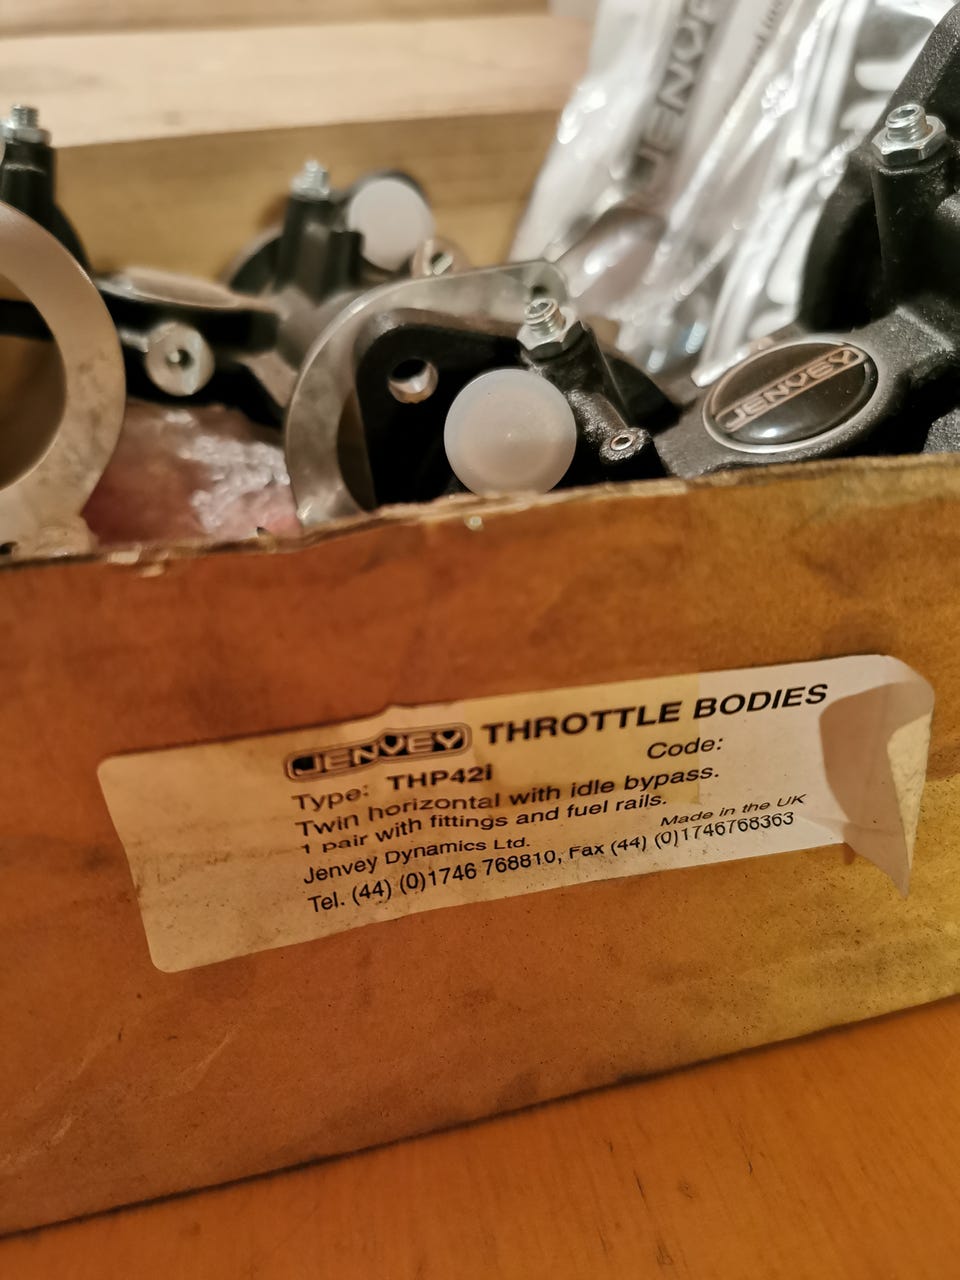 JENVEY
JENVEY
JENVEY THROTTLE BODIES
Type: THP42i Code:
Twin horizontal with idle bypass.
1 pair with fittings and fuel rails.
Made in the UK
Jenvey Dynamics Ltd.
Tel. (44) (0)1746 768810, Fax (44) (0)1746768363